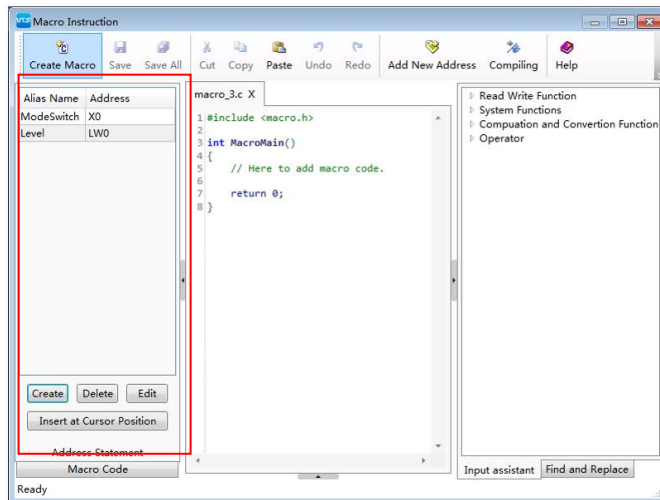 VTS Macro Instruction
Create Macro Save Save All Cut Copy Paste Undo Redo Add New Address Compiling Help
Alias Name Address
ModeSwitch X0
Level LW0
Create Delete Edit
Insert at Cursor Position
Address Statement
Macro Code
macro_3.c X
1 #include <macro.h>
2
3 int MacroMain()
4 {
5 // Here to add macro code.
6
7 return 0;
8 }
Read Write Function
System Functions
Compuation and Convertion Function
Operator
Input assistant Find and Replace
Ready